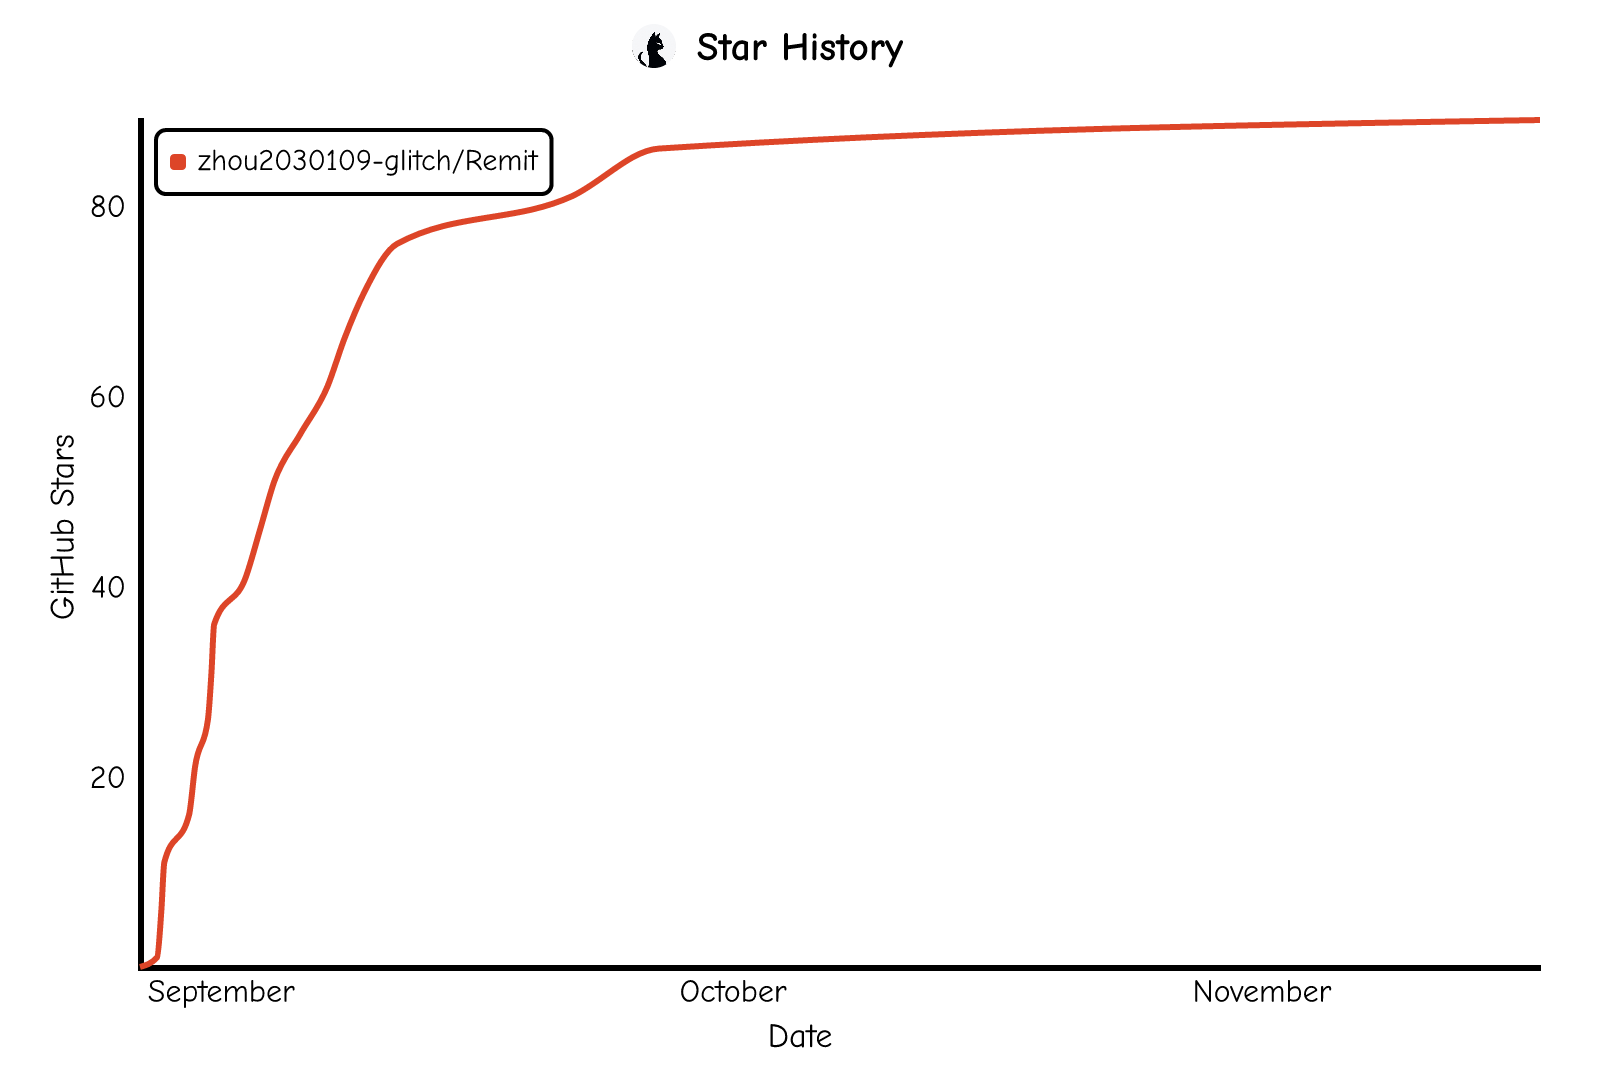 Star History
zhou2030109-glitch/Remit
80
60
40
20
GitHub Stars
September
October
November
Date